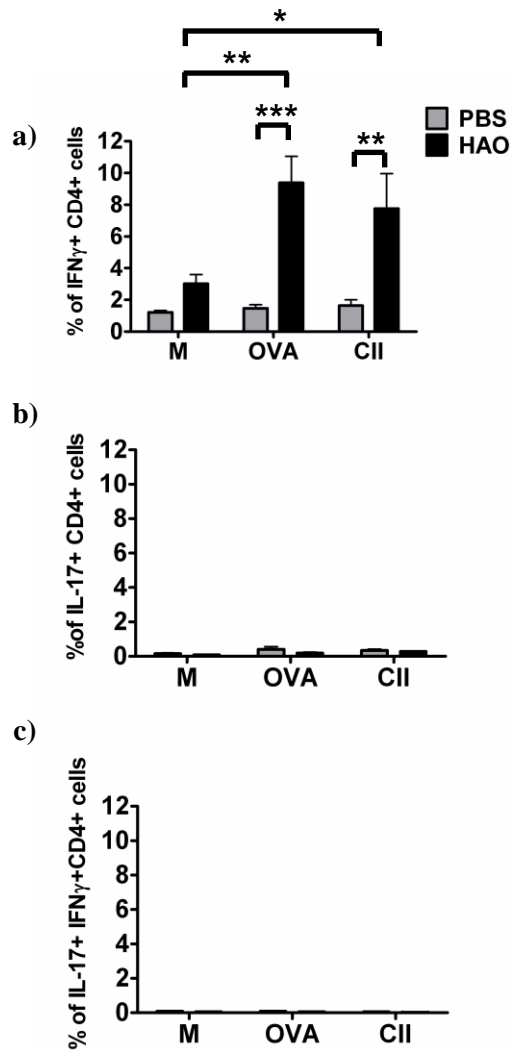 *
**
***
**
PBS
HAO
a)
% of IFNγ+ CD4+ cells
12
10
8
6
4
2
0
M OVA CII
b)
%of IL-17+ CD4+ cells
12
10
8
6
4
2
0
M OVA CII
c)
% of IL-17+ IFNγ+CD4+ cells
12
10
8
6
4
2
0
M OVA CII